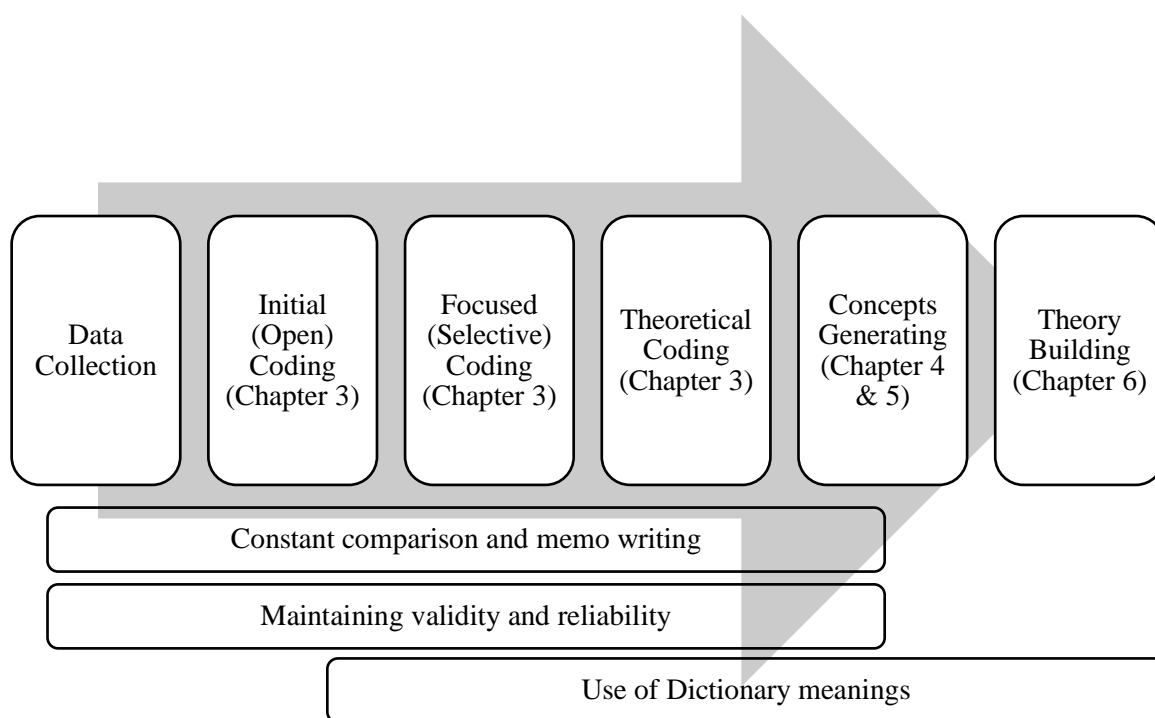 Data
Collection
Initial
(Open)
Coding
(Chapter 3)
Focused
(Selective)
Coding
(Chapter 3)
Theoretical
Coding
(Chapter 3)
Concepts
Generating
(Chapter 4
& 5)
Theory
Building
(Chapter 6)
Constant comparison and memo writing
Maintaining validity and reliability
Use of Dictionary meanings